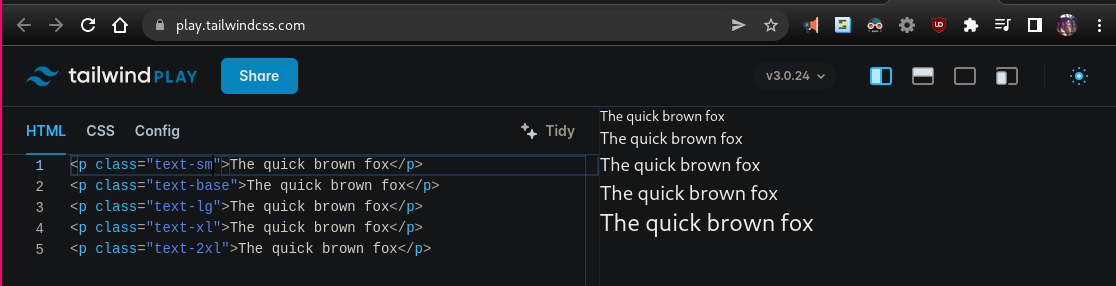 play.tailwindcss.com
tailwind PLAY
Share
v3.0.24
HTML CSS Config
Tidy
1 <p class="text-sm">The quick brown fox</p>
2 <p class="text-base">The quick brown fox</p>
3 <p class="text-lg">The quick brown fox</p>
4 <p class="text-xl">The quick brown fox</p>
5 <p class="text-2xl">The quick brown fox</p>
The quick brown fox
The quick brown fox
The quick brown fox
The quick brown fox
The quick brown fox